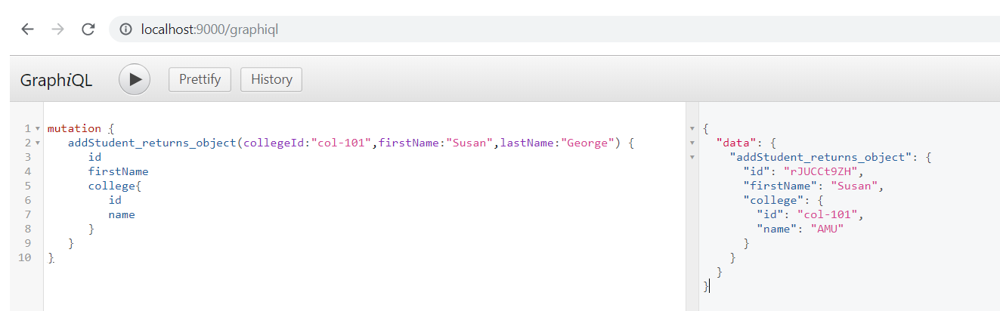 localhost:9000/graphiql
GraphiQL Prettify History
1 mutation {
2 addStudent_returns_object(collegeId:"col-101",firstName:"Susan",lastName:"George") {
3 id
4 firstName
5 college{
6 id
7 name
8 }
9 }
10 }
{
"data": {
"addStudent_returns_object": {
"id": "rJUCCt9ZH",
"firstName": "Susan",
"college": {
"id": "col-101",
"name": "AMU"
}
}
}
}